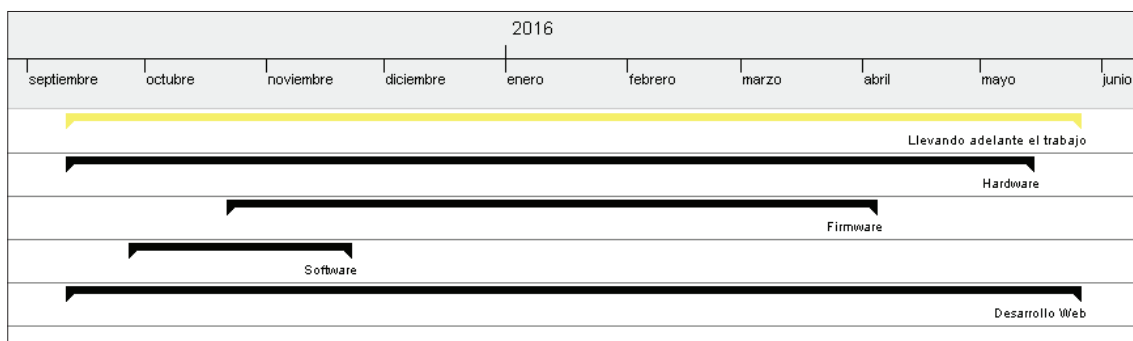 2016
septiembre octubre noviembre diciembre enero febrero marzo abril mayo junio
Llevando adelante el trabajo
Hardware
Firmware
Software
Desarrollo Web